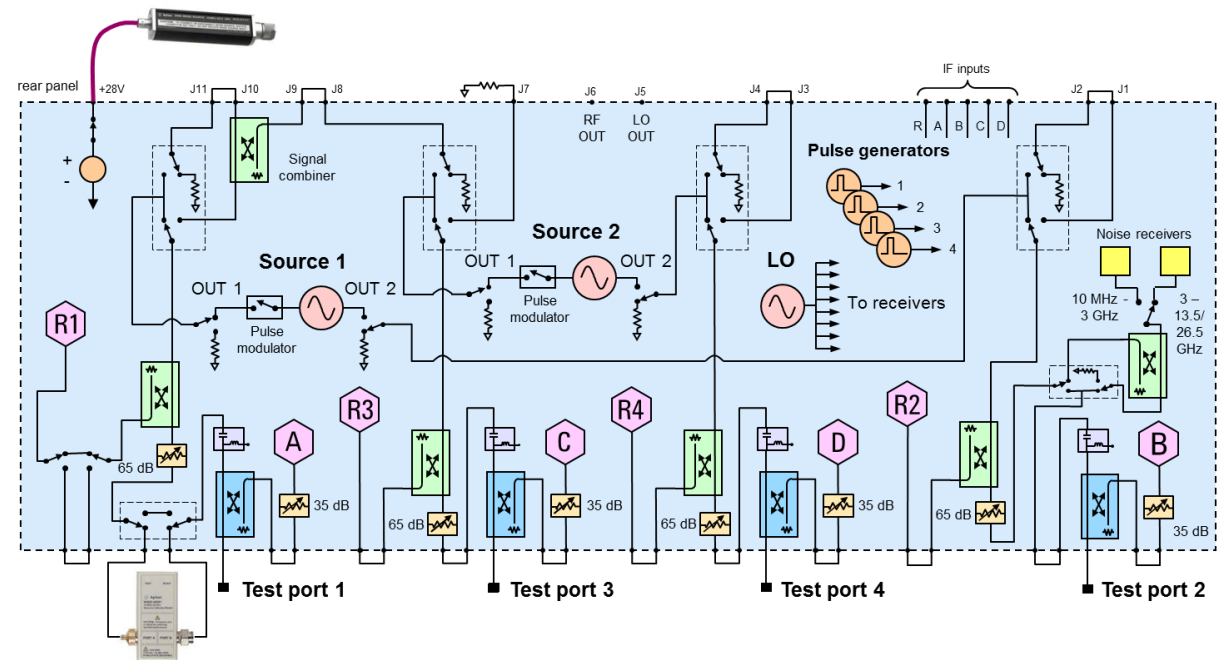 rear panel
+28V
J11
J10
J9
J8
J7
J6
J5
J4
J3
J2
J1
IF inputs
RF
OUT
LO
OUT
R
A
B
C
D
+
-
Signal
combiner
Pulse generators
1
2
3
4
Source 1
OUT 1
OUT 2
Pulse
modulator
Source 2
OUT 1
OUT 2
Pulse
modulator
LO
To receivers
Noise receivers
10 MHz -
3 GHz
3 –
13.5/
26.5
GHz
R1
R3
R4
R2
A
C
D
B
65 dB
35 dB
65 dB
35 dB
65 dB
35 dB
65 dB
35 dB
Test port 1
Test port 3
Test port 4
Test port 2
Agilent
PORT A
PORT B